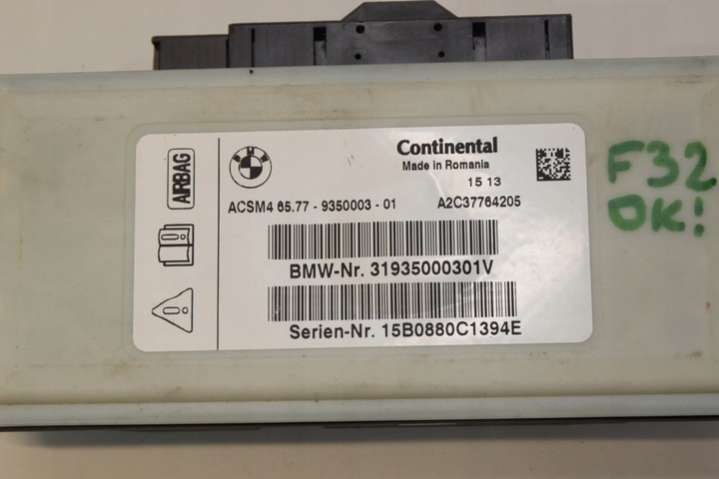 AIRBAG
BMW
Continental
Made in Romania
15 13
ACSM4 65.77 - 9350003 - 01 A2C37764205
BMW-Nr. 31935000301V
Serien-Nr. 15B0880C1394E
F32
OK!